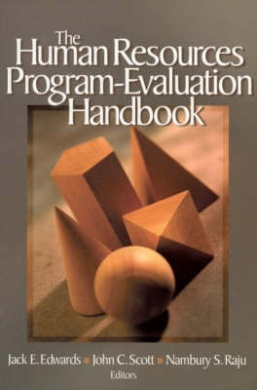 The
Human Resources
Program-Evaluation
Handbook
Jack E. Edwards ■ John C. Scott ■ Nambury S. Raju
Editors